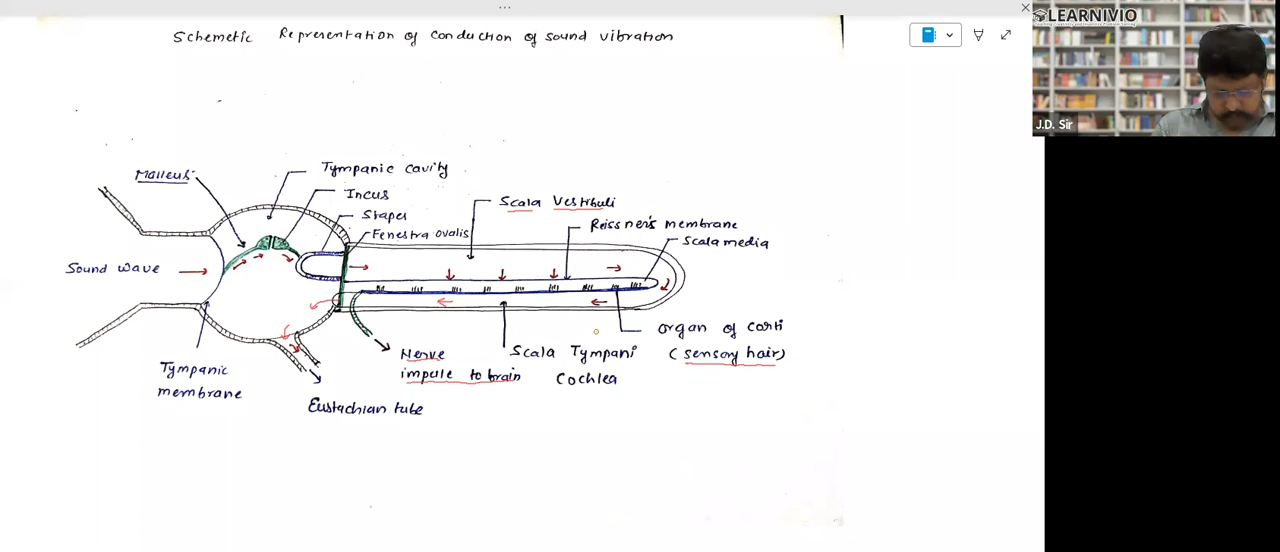 Schemetic Representation of conduction of sound vibration
LEARNIVIO
J.D. Sir
Malleus
Tympanic cavity
Incus
Stapes
Fenestra ovalis
Scala Vestibuli
Reissner's membrane
Scala media
Sound wave
organ of corti
(sensory hair)
Nerve
impule to brain
Scala Tympani
Cochlea
Tympanic
membrane
Eustachian tube